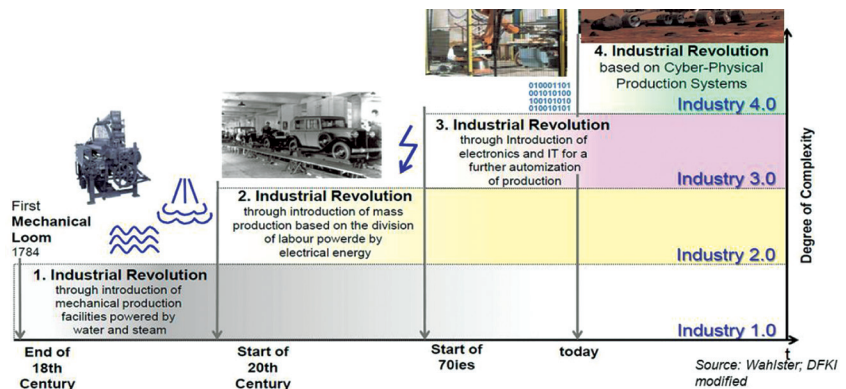 4. Industrial Revolution
based on Cyber-Physical
Production Systems
Industry 4.0
010001101
001010100
100101010
010010101
3. Industrial Revolution
through Introduction of
electronics and IT for a
further automization
of production
Industry 3.0
2. Industrial Revolution
through introduction of mass
production based on the division
of labour powerde by
electrical energy
Industry 2.0
First
Mechanical
Loom
1784
1. Industrial Revolution
through introduction of
mechanical production
facilities powered by
water and steam
Industry 1.0
Degree of Complexity
End of
18th
Century
Start of
20th
Century
Start of
70ies
today
t
Source: Wahlster; DFKI
modified